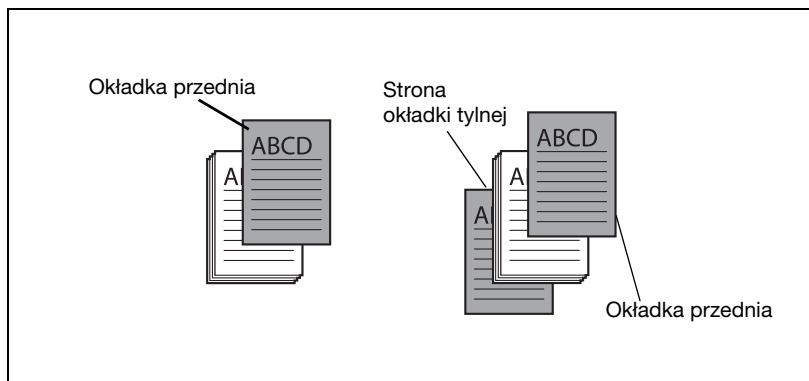 Okładka przednia
ABCD
A
Strona
okładki tylnej
ABCD
A
A
Okładka przednia